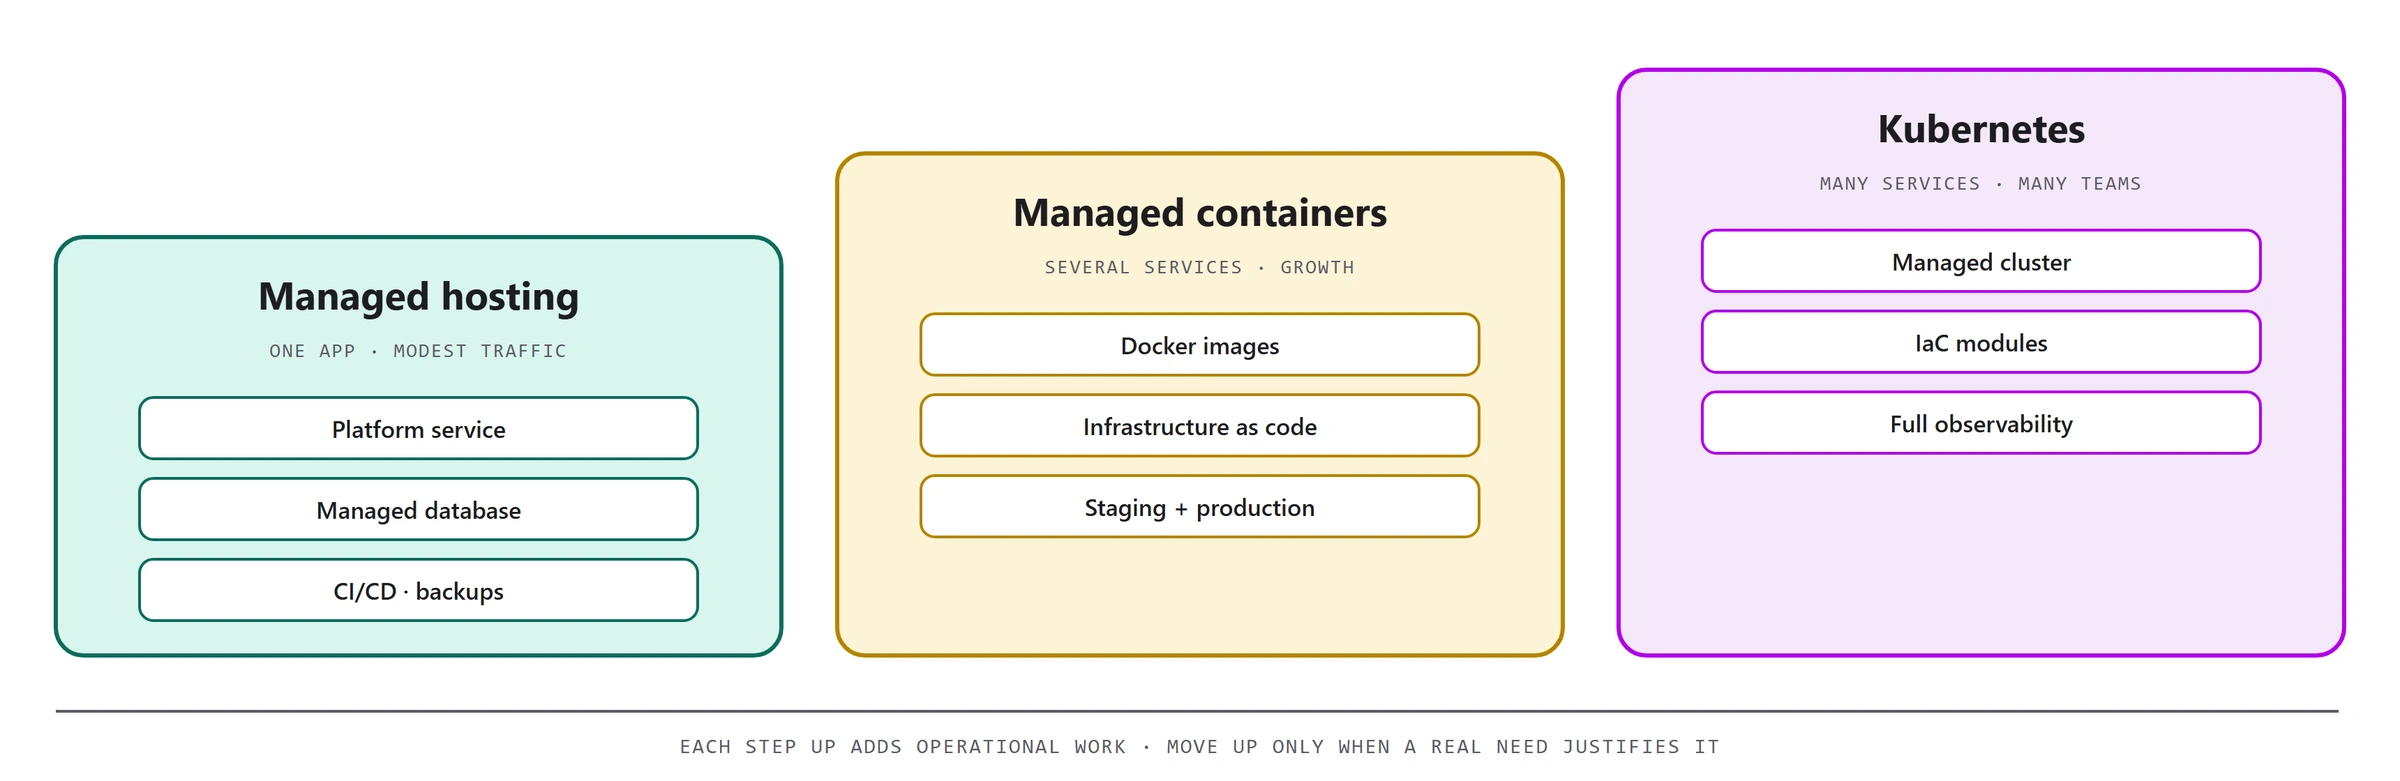 Managed hosting
ONE APP · MODEST TRAFFIC
Platform service
Managed database
CI/CD · backups
Managed containers
SEVERAL SERVICES · GROWTH
Docker images
Infrastructure as code
Staging + production
Kubernetes
MANY SERVICES · MANY TEAMS
Managed cluster
IaC modules
Full observability
EACH STEP UP ADDS OPERATIONAL WORK · MOVE UP ONLY WHEN A REAL NEED JUSTIFIES IT